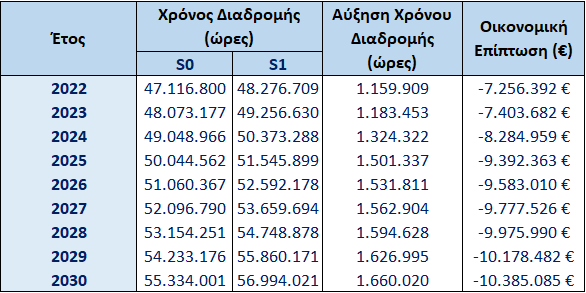 Έτος Χρόνος Διαδρομής (ώρες) Αύξηση Χρόνου Διαδρομής (ώρες) Οικονομική Επίπτωση (€)
S0 S1
2022 47.116.800 48.276.709 1.159.909 -7.256.392 €
2023 48.073.177 49.256.630 1.183.453 -7.403.682 €
2024 49.048.966 50.373.288 1.324.322 -8.284.959 €
2025 50.044.562 51.545.899 1.501.337 -9.392.363 €
2026 51.060.367 52.592.178 1.531.811 -9.583.010 €
2027 52.096.790 53.659.694 1.562.904 -9.777.526 €
2028 53.154.251 54.748.878 1.594.628 -9.975.990 €
2029 54.233.176 55.860.171 1.626.995 -10.178.482 €
2030 55.334.001 56.994.021 1.660.020 -10.385.085 €